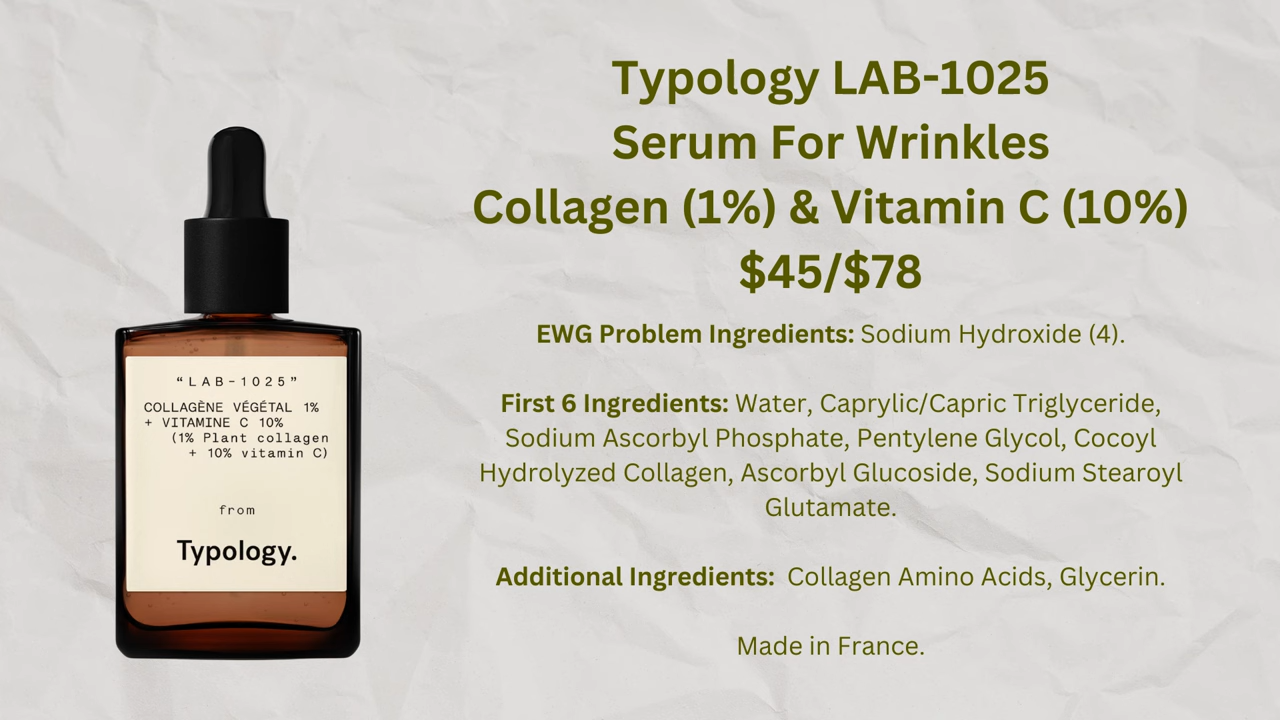 Typology LAB-1025
Serum For Wrinkles
Collagen (1%) & Vitamin C (10%)
$45/$78
EWG Problem Ingredients: Sodium Hydroxide (4).
First 6 Ingredients: Water, Caprylic/Capric Triglyceride,
Sodium Ascorbyl Phosphate, Pentylene Glycol, Cocoyl
Hydrolyzed Collagen, Ascorbyl Glucoside, Sodium Stearoyl
Glutamate.
Additional Ingredients: Collagen Amino Acids, Glycerin.
Made in France.
“LAB-1025”
COLLAGÈNE VÉGÉTAL 1%
+ VITAMINE C 10%
(1% Plant collagen
+ 10% vitamin C)
from
Typology.